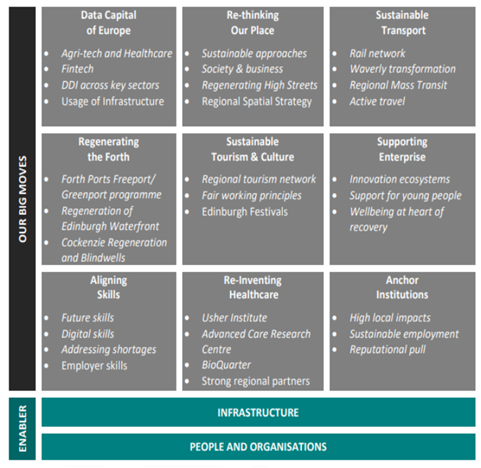 OUR BIG MOVES
Data Capital
of Europe
• Agri-tech and Healthcare
• Fintech
• DDI across key sectors
• Usage of Infrastructure
Re-thinking
Our Place
• Sustainable approaches
• Society & business
• Regenerating High Streets
• Regional Spatial Strategy
Sustainable
Transport
• Rail network
• Waverly transformation
• Regional Mass Transit
• Active travel
Regenerating
the Forth
• Forth Ports Freeport/
Greenport programme
• Regeneration of
Edinburgh Waterfront
• Cockenzie Regeneration
and Blindwells
Sustainable
Tourism & Culture
• Regional tourism network
• Fair working principles
• Edinburgh Festivals
Supporting
Enterprise
• Innovation ecosystems
• Support for young people
• Wellbeing at heart of
recovery
Aligning
Skills
• Future skills
• Digital skills
• Addressing shortages
• Employer skills
Re-Inventing
Healthcare
• Usher Institute
• Advanced Care Research
Centre
• BioQuarter
• Strong regional partners
Anchor
Institutions
• High local impacts
• Sustainable employment
• Reputational pull
ENABLER
INFRASTRUCTURE
PEOPLE AND ORGANISATIONS